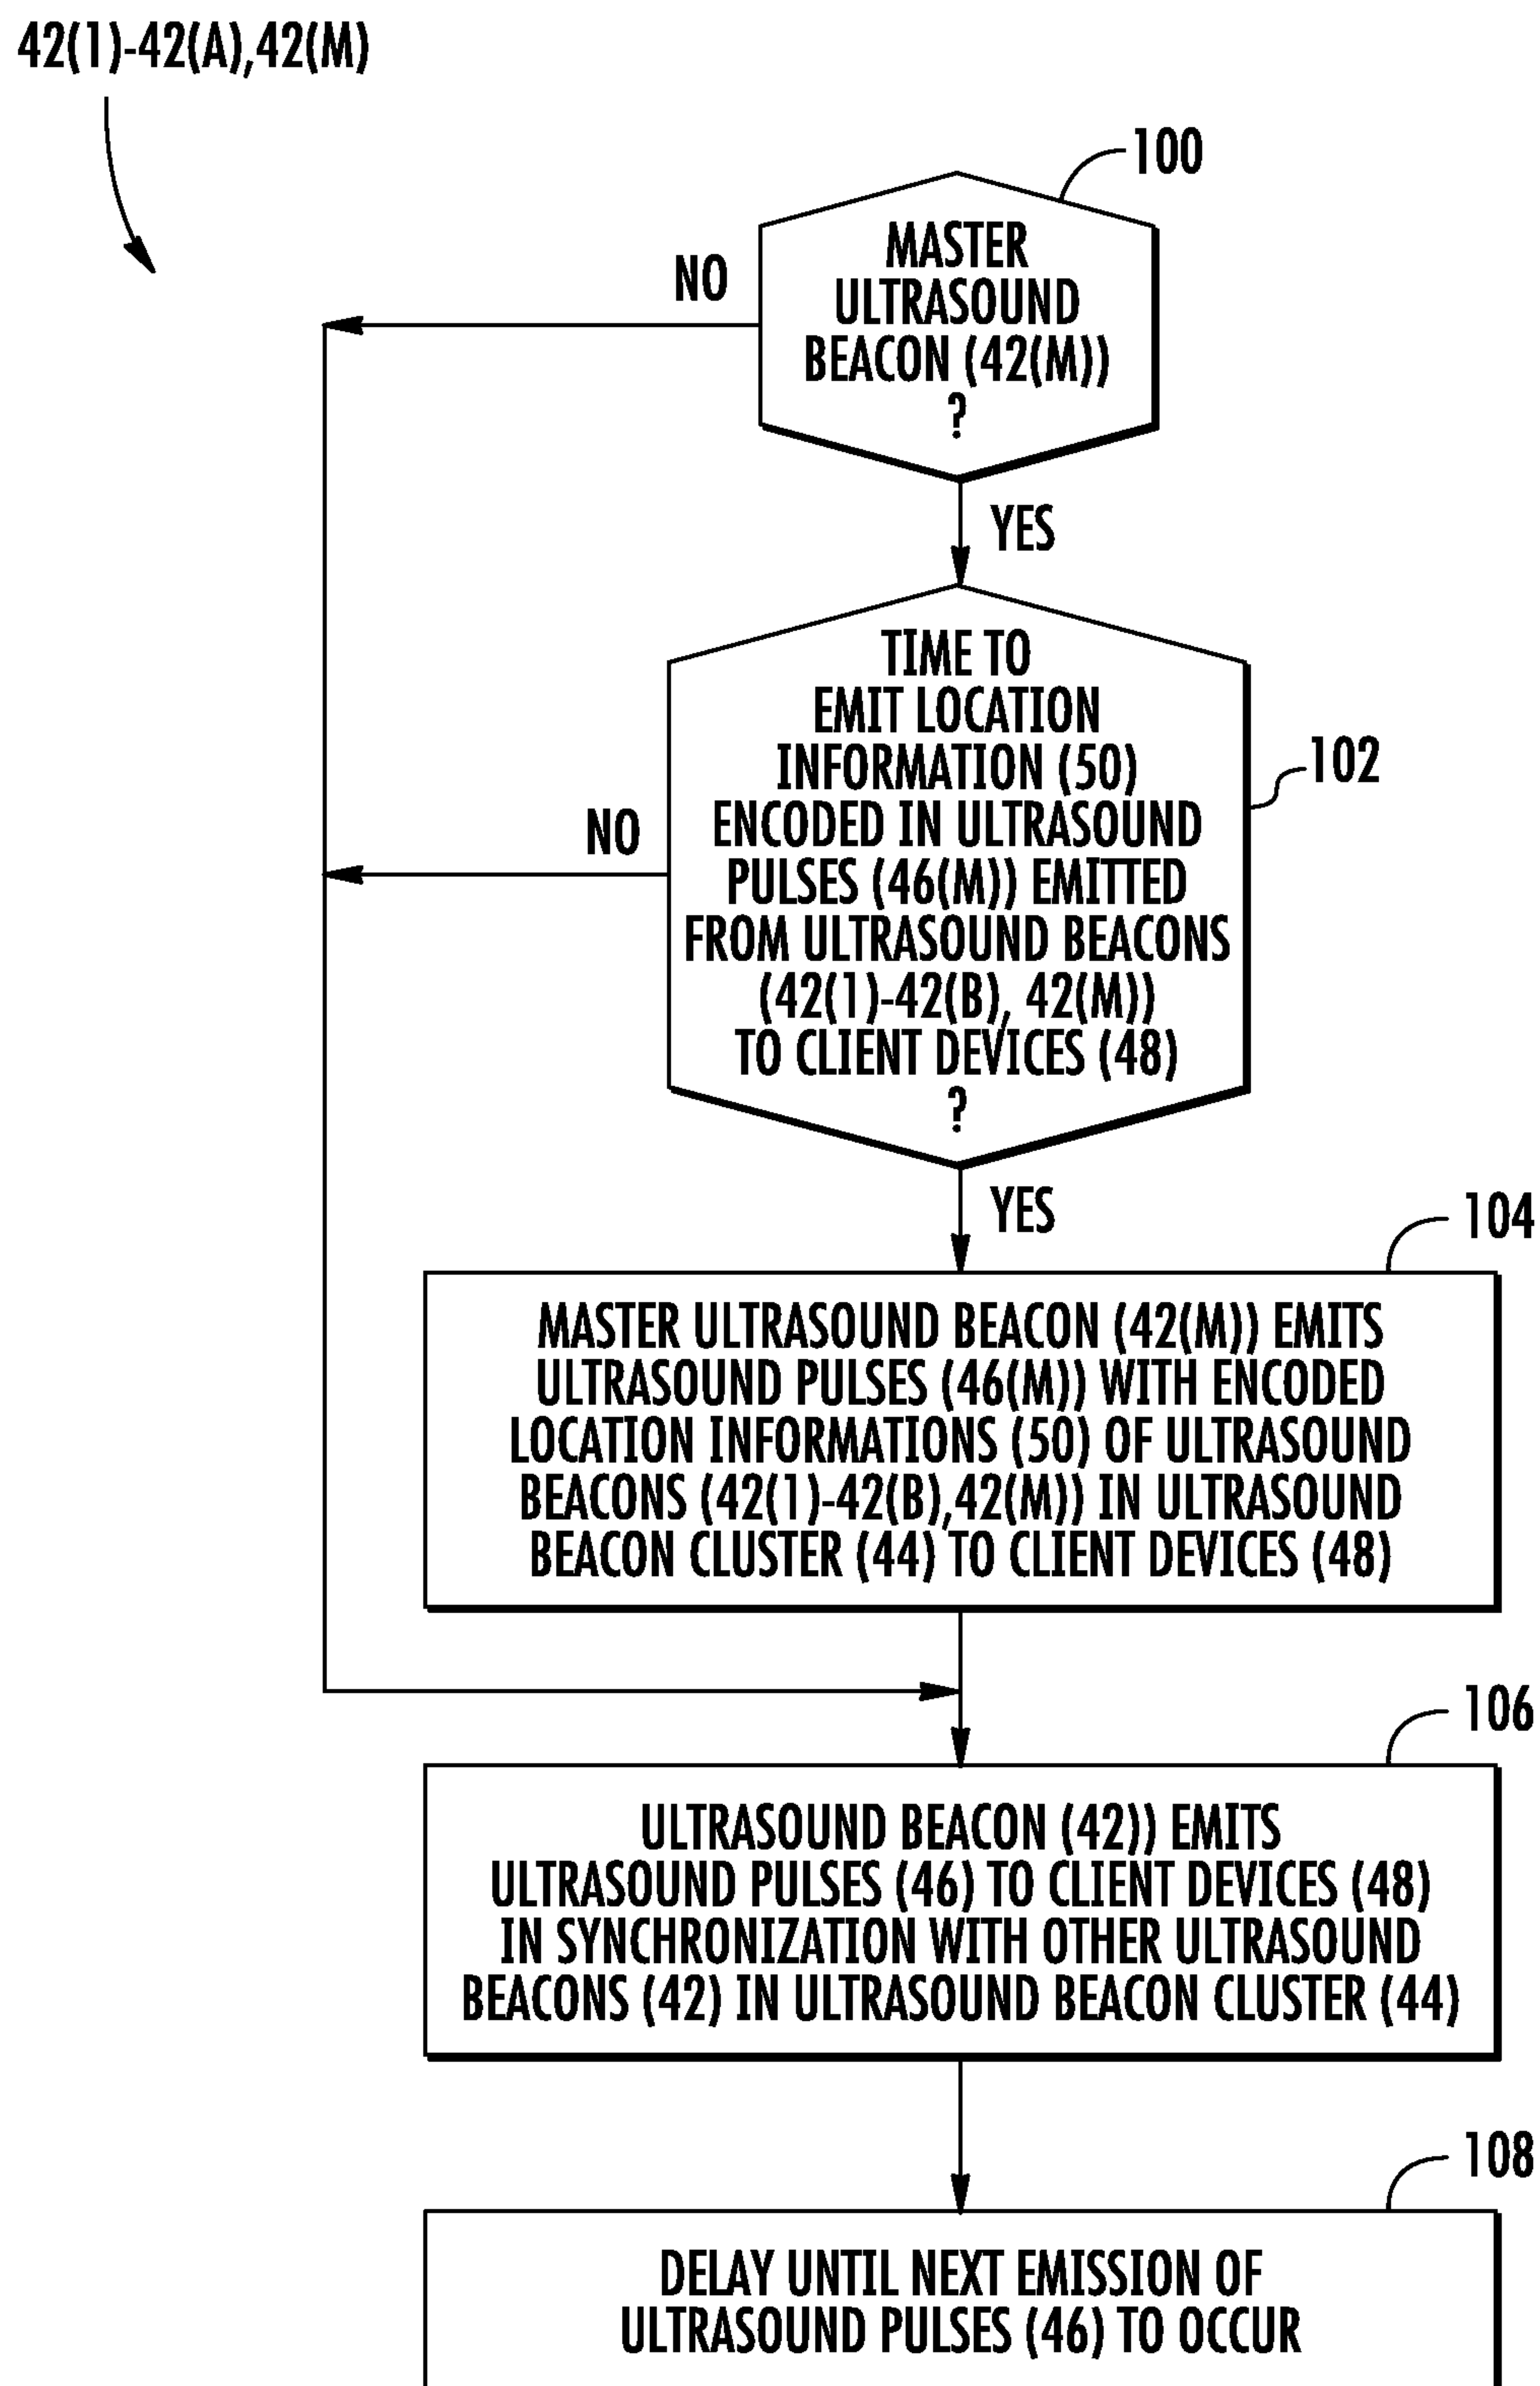 42(1)-42(A),42(M)
100
MASTER
ULTRASOUND
BEACON (42(M))
?
NO
YES
TIME TO
EMIT LOCATION
INFORMATION (50)
ENCODED IN ULTRASOUND
PULSES (46(M)) EMITTED
FROM ULTRASOUND BEACONS
(42(1)-42(B), 42(M))
TO CLIENT DEVICES (48)
?
102
NO
YES
104
MASTER ULTRASOUND BEACON (42(M)) EMITS
ULTRASOUND PULSES (46(M)) WITH ENCODED
LOCATION INFORMATIONS (50) OF ULTRASOUND
BEACONS (42(1)-42(B),42(M)) IN ULTRASOUND
BEACON CLUSTER (44) TO CLIENT DEVICES (48)
106
ULTRASOUND BEACON (42)) EMITS
ULTRASOUND PULSES (46) TO CLIENT DEVICES (48)
IN SYNCHRONIZATION WITH OTHER ULTRASOUND
BEACONS (42) IN ULTRASOUND BEACON CLUSTER (44)
108
DELAY UNTIL NEXT EMISSION OF
ULTRASOUND PULSES (46) TO OCCUR